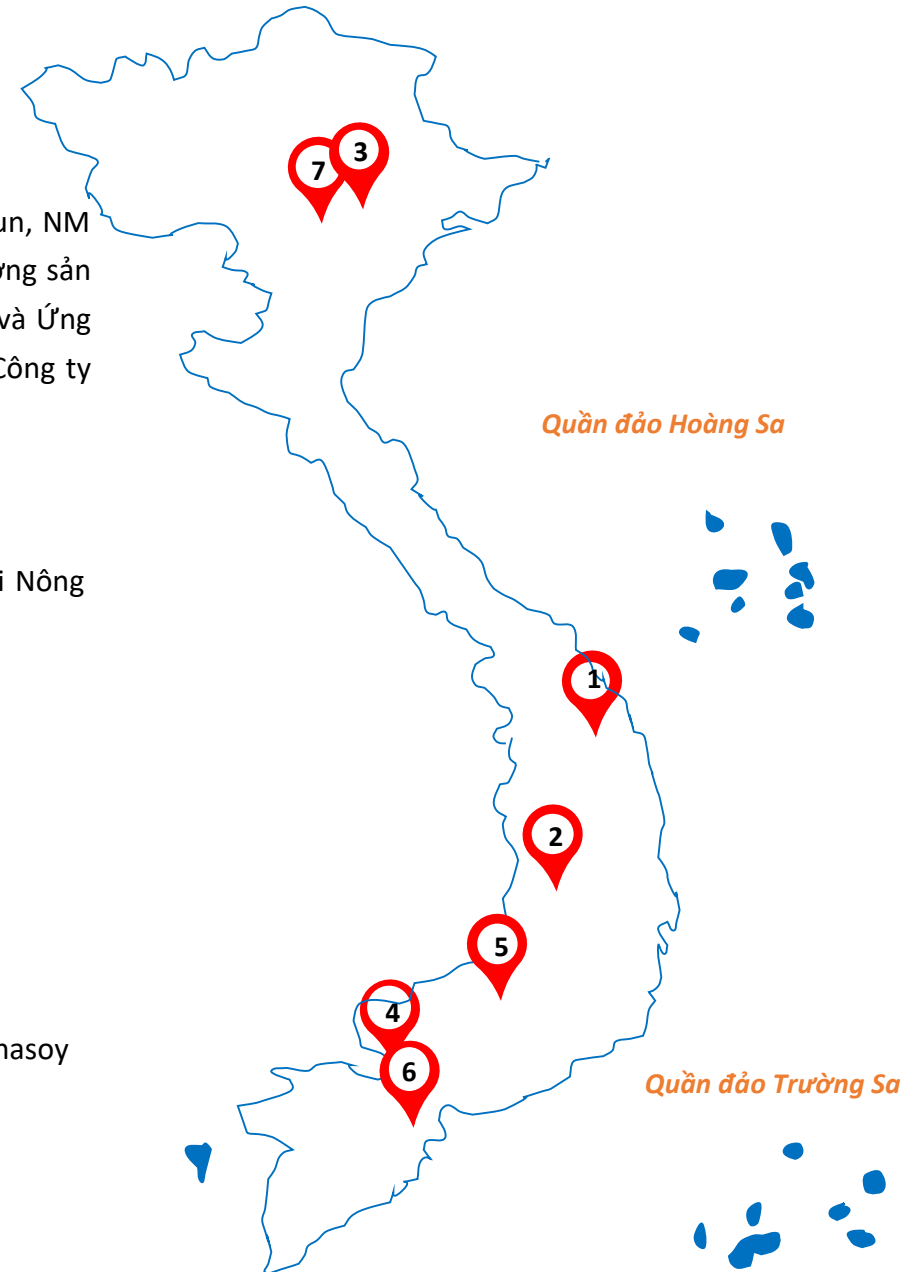 3
7
un, NM
sản
và Ứng
Công ty
Quần đảo Hoàng Sa
i Nông
1
2
5
4
nasoy
6
Quần đảo Trường Sa